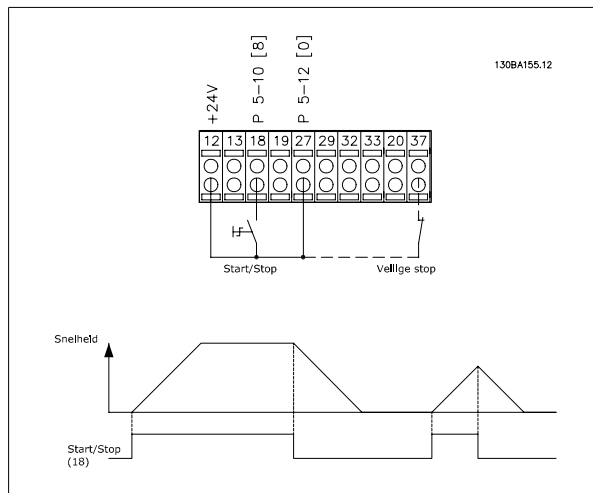 130BA155.12
+24V
P 5-10 [8]
P 5-12 [0]
12 13 18 19 27 29 32 33 20 37
Start/Stop
Veilige stop
Snelheid
Start/Stop
(18)